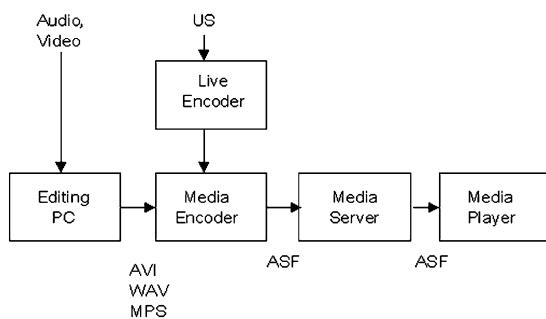 Audio,
Video
US
Live
Encoder
Editing
PC
Media
Encoder
Media
Server
Media
Player
AVI
WAV
MPS
ASF
ASF